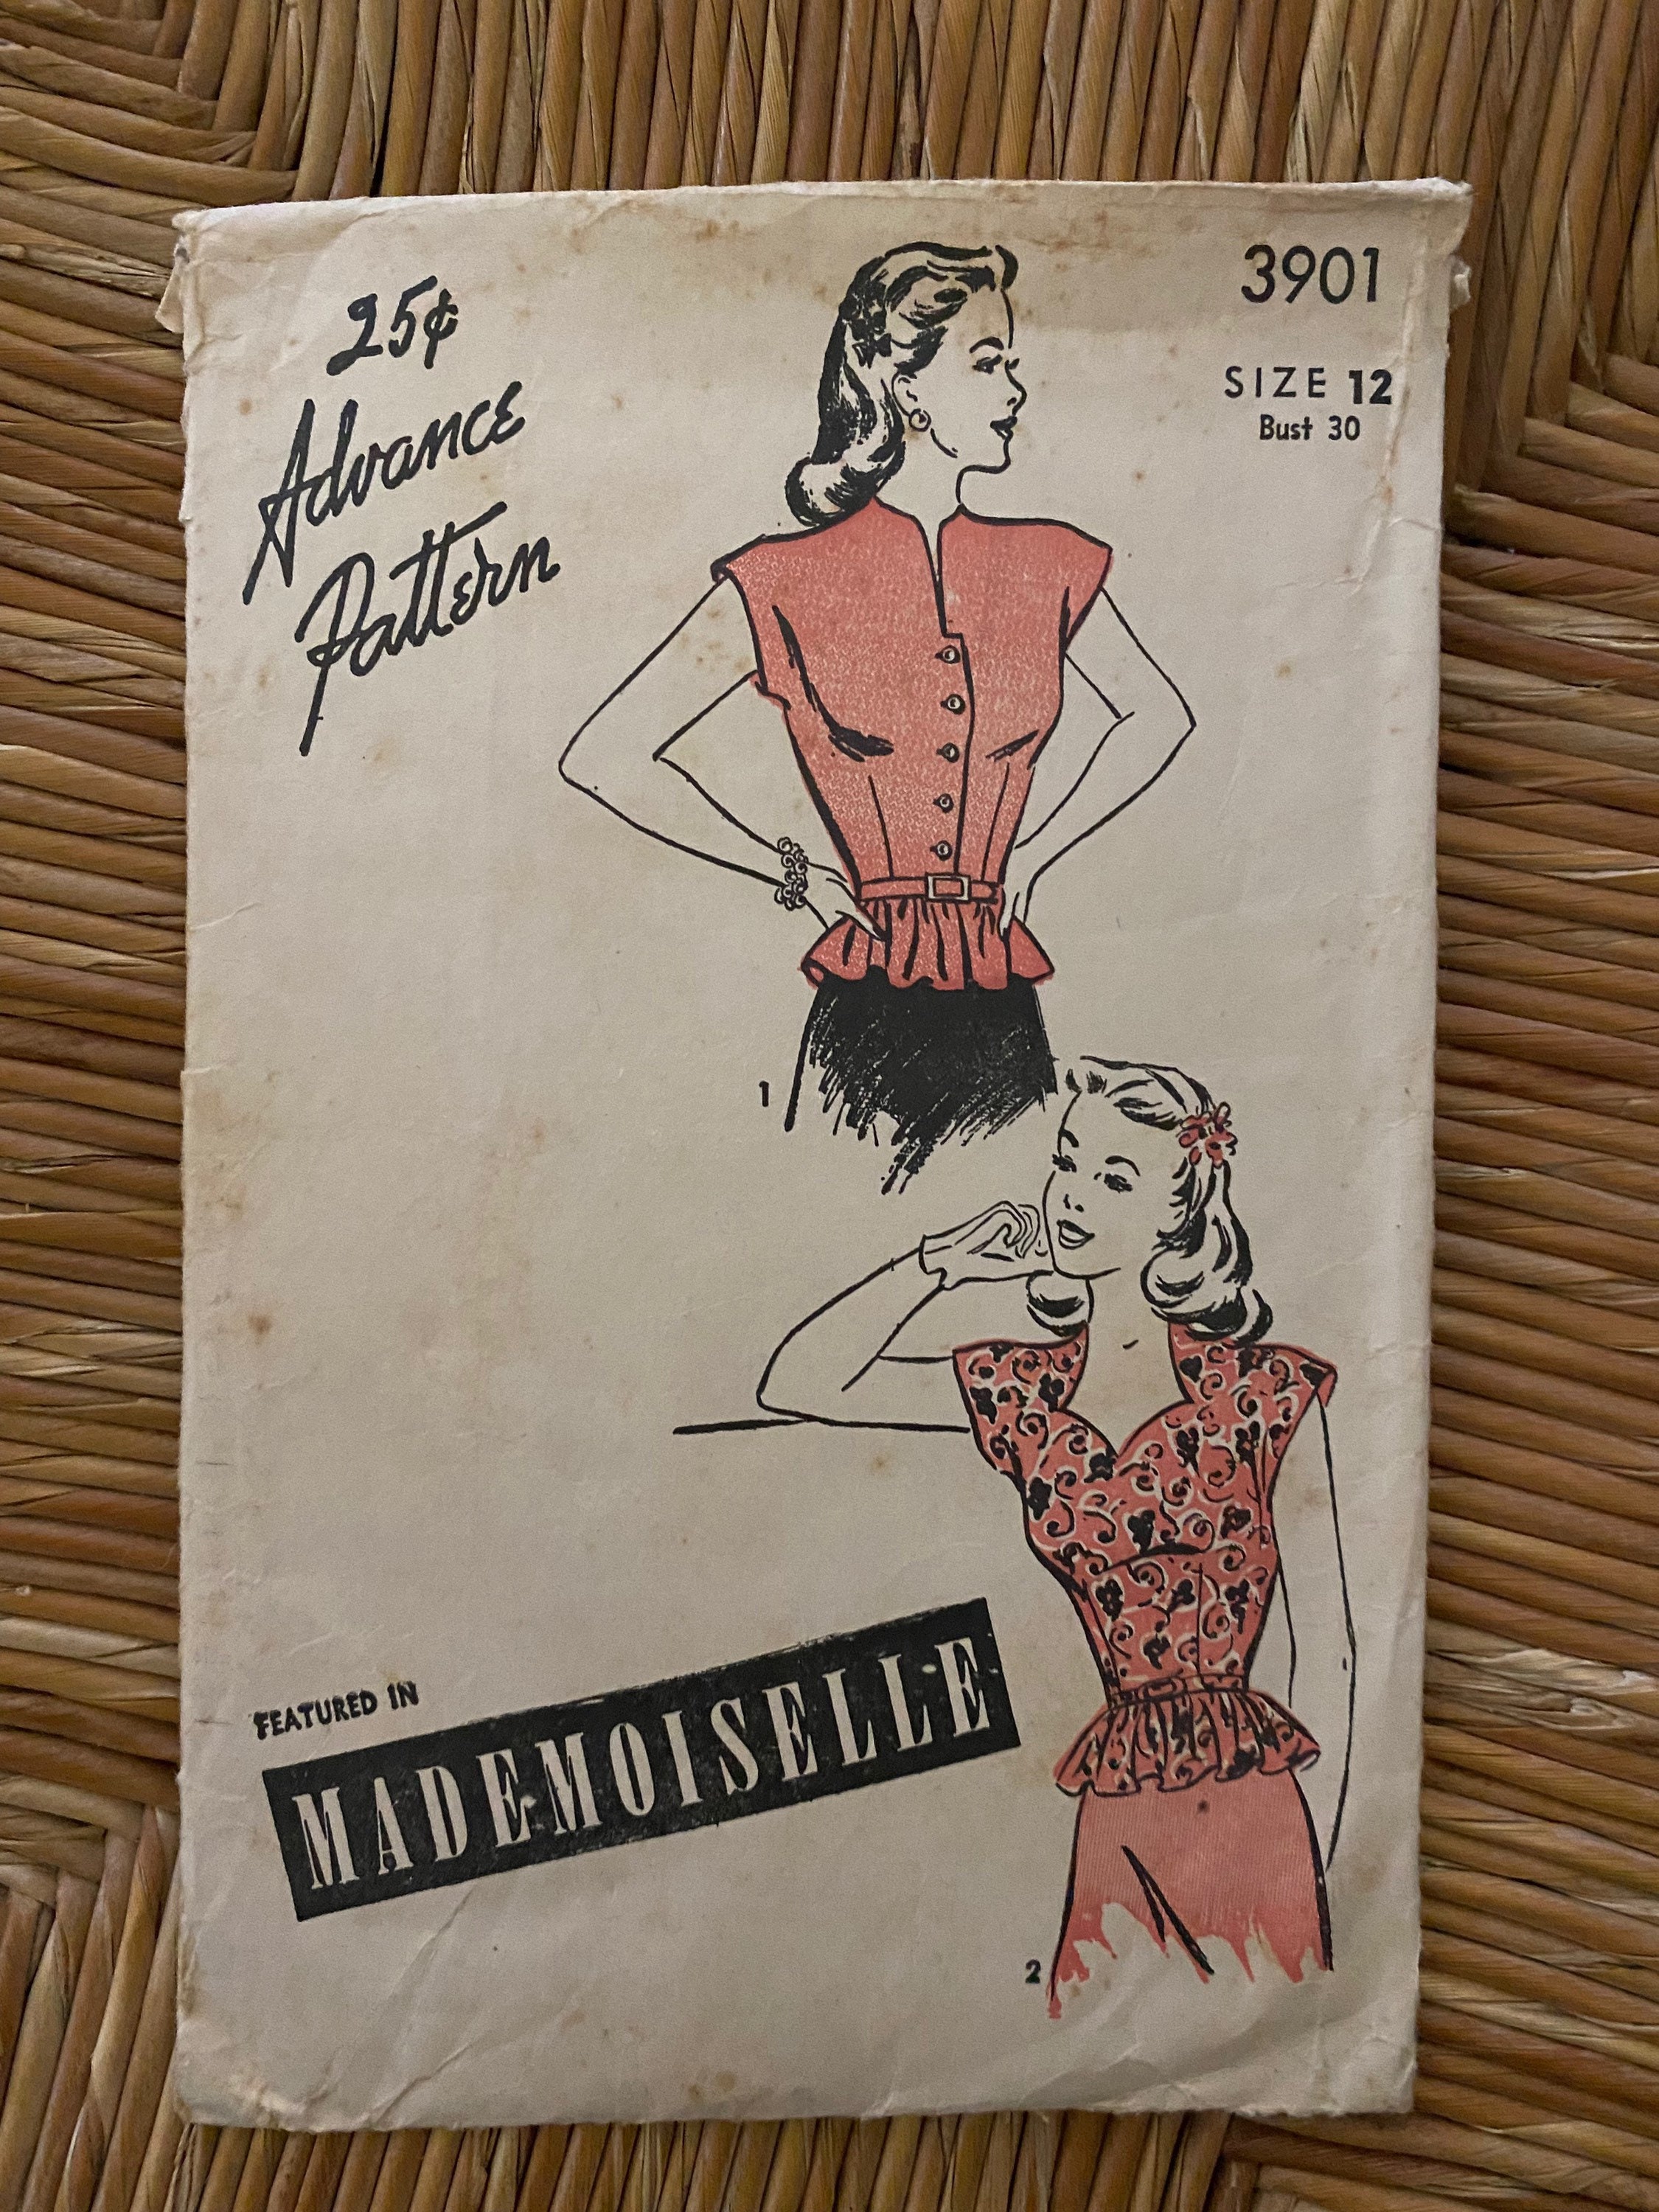 25¢
Advance
Pattern
3901
SIZE 12
Bust 30
1
FEATURED IN
MADEMOISELLE
2